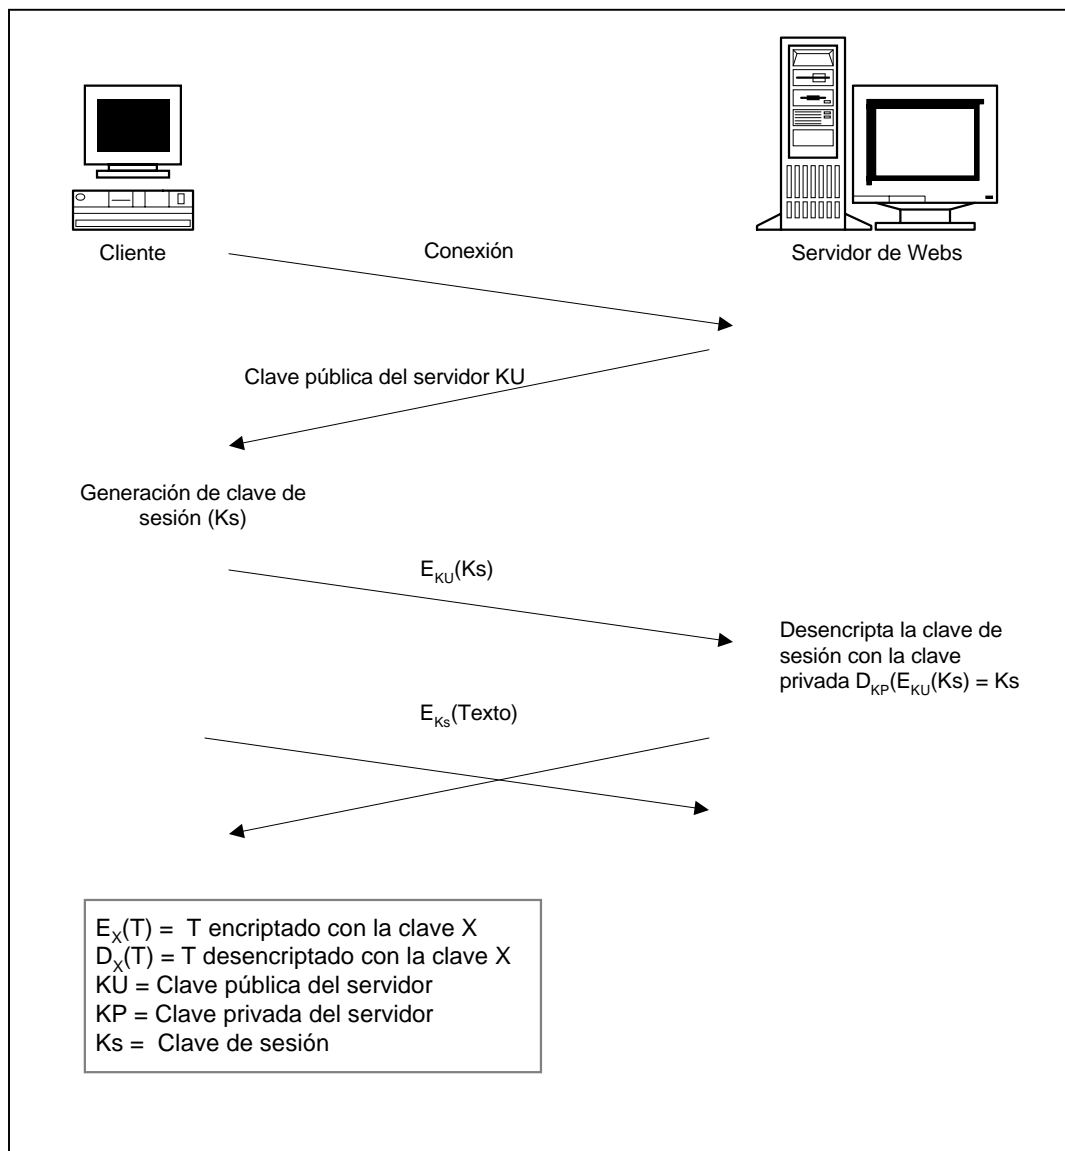 Cliente
Conexión
Servidor de Webs
Clave pública del servidor KU
Generación de clave de
sesión (Ks)
E_KU(Ks)
Desencripta la clave de
sesión con la clave
privada D_KP(E_KU(Ks) = Ks
E_Ks(Texto)
E_X(T) = T encriptado con la clave X
D_X(T) = T desencriptado con la clave X
KU = Clave pública del servidor
KP = Clave privada del servidor
Ks = Clave de sesión